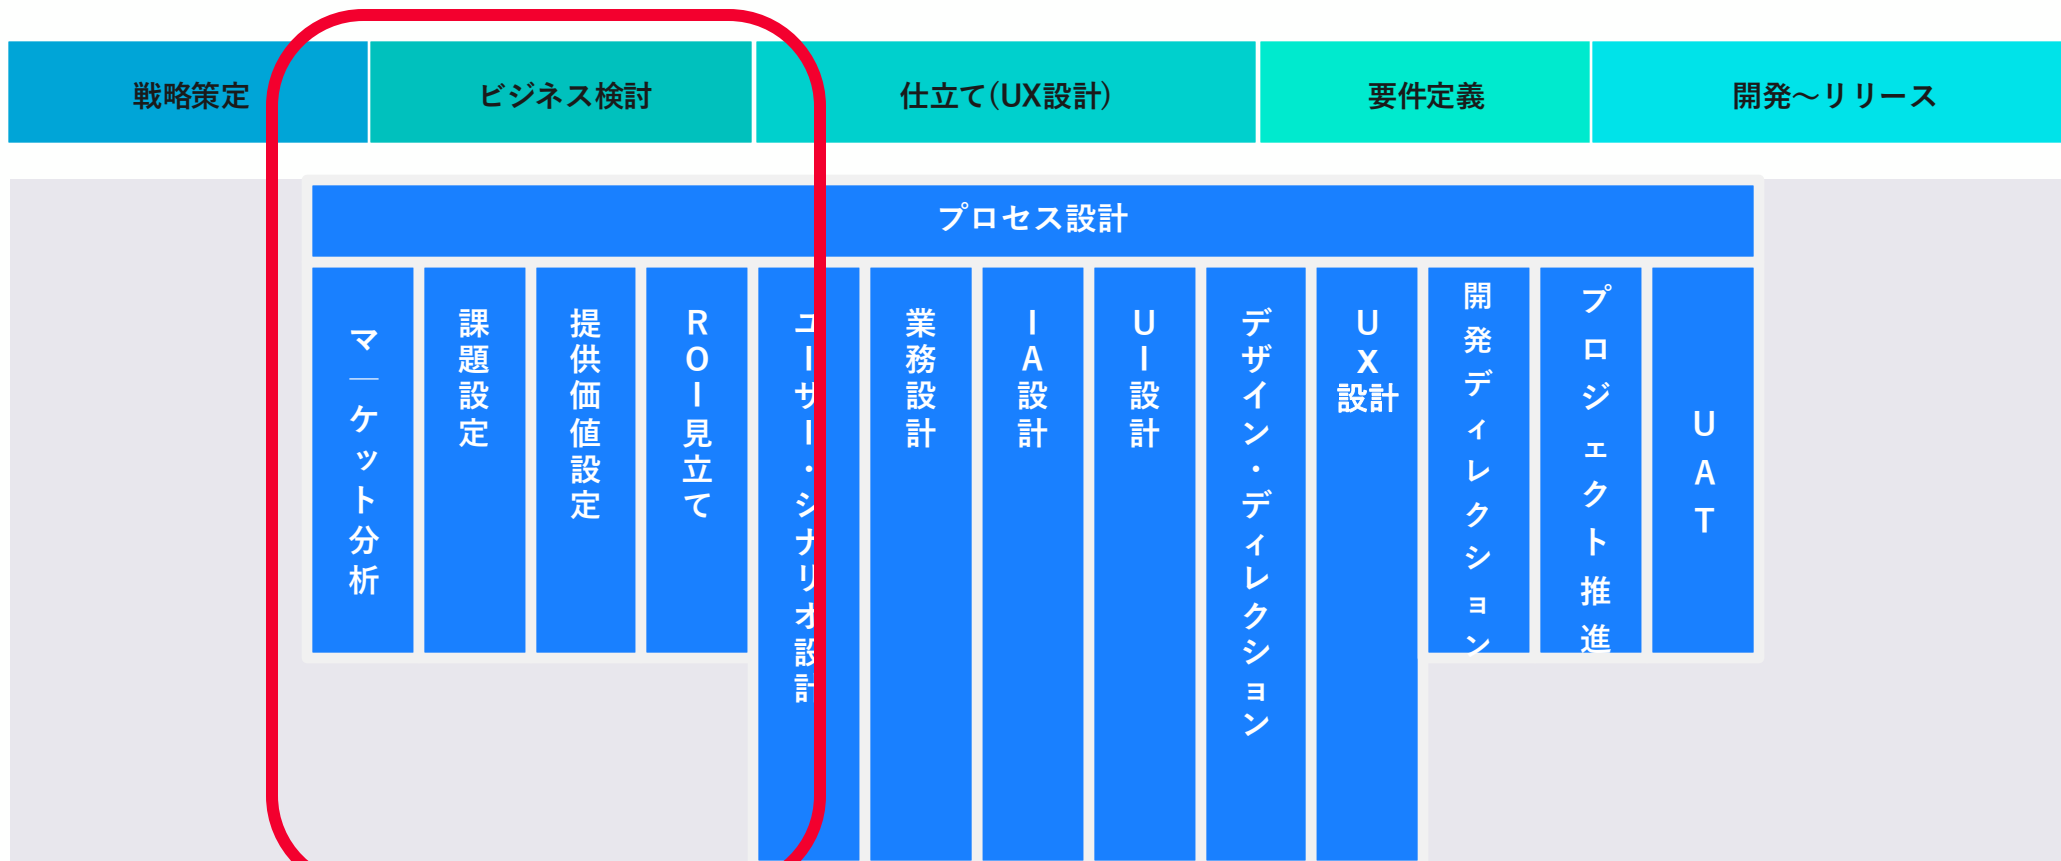 戦略策定
ビジネス検討
仕立て(UX設計)
要件定義
開発〜リリース
プロセス設計
マーケット分析
課題設定
提供価値設定
ROI見立て
ユーザー・シナリオ設計
業務設計
IA設計
UI設計
デザイン・ディレクション
UX設計
開発ディレクション
プロジェクト推進
UAT